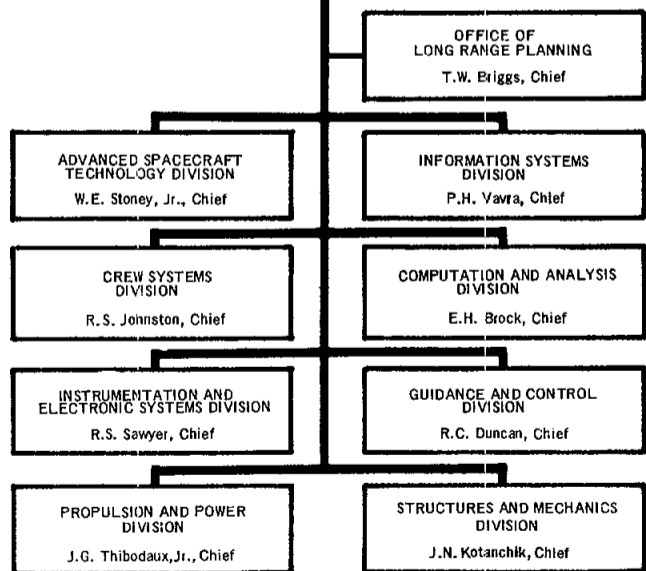 OFFICE OF
LONG RANGE PLANNING
T.W. Briggs, Chief
ADVANCED SPACECRAFT
TECHNOLOGY DIVISION
W.E. Stoney, Jr., Chief
INFORMATION SYSTEMS
DIVISION
P.H. Vavra, Chief
CREW SYSTEMS
DIVISION
R.S. Johnston, Chief
COMPUTATION AND ANALYSIS
DIVISION
E.H. Brock, Chief
INSTRUMENTATION AND
ELECTRONIC SYSTEMS DIVISION
R.S. Sawyer, Chief
GUIDANCE AND CONTROL
DIVISION
R.C. Duncan, Chief
PROPULSION AND POWER
DIVISION
J.G. Thibodaux,Jr., Chief
STRUCTURES AND MECHANICS
DIVISION
J.N. Kotanchik, Chief